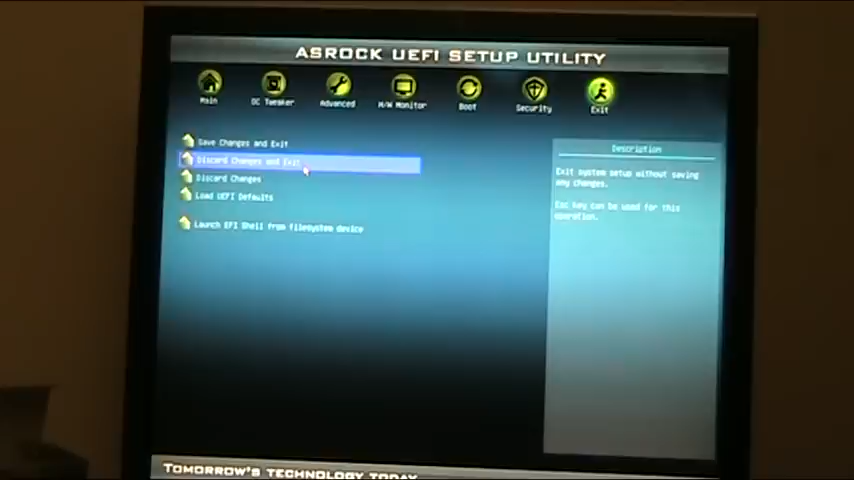 ASROCK UEFI SETUP UTILITY
Main OC Tweaker Advanced H/W Monitor Boot Security Exit
Save Changes and Exit
Discard Changes and Exit
Discard Changes
Load UEFI Defaults
Launch EFI Shell from filesystem device
Description
Exit system setup without saving
any changes.
Esc key can be used for this
operation.
TOMORROW'S TECHNOLOGY TODAY